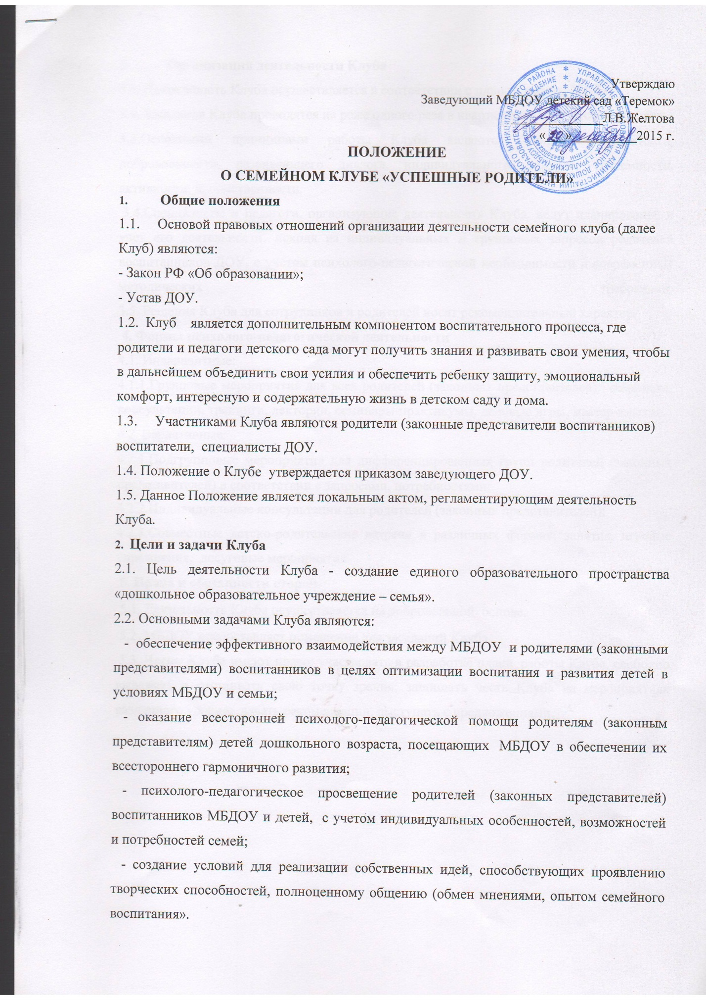 Утверждаю
Заведующий МБДОУ детский сад «Теремок»
Л.В.Желтова
«29» декабря 2015 г.
ПОЛОЖЕНИЕ
О СЕМЕЙНОМ КЛУБЕ «УСПЕШНЫЕ РОДИТЕЛИ»
1. Общие положения
1.1. Основой правовых отношений организации деятельности семейного клуба (далее
Клуб) являются:
- Закон РФ «Об образовании»;
- Устав ДОУ.
1.2. Клуб является дополнительным компонентом воспитательного процесса, где
родители и педагоги детского сада могут получить знания и развивать свои умения, чтобы
в дальнейшем объединить свои усилия и обеспечить ребенку защиту, эмоциональный
комфорт, интересную и содержательную жизнь в детском саду и дома.
1.3. Участниками Клуба являются родители (законные представители воспитанников)
воспитатели, специалисты ДОУ.
1.4. Положение о Клубе утверждается приказом заведующего ДОУ.
1.5. Данное Положение является локальным актом, регламентирующим деятельность
Клуба.
2. Цели и задачи Клуба
2.1. Цель деятельности Клуба - создание единого образовательного пространства
«дошкольное образовательное учреждение – семья».
2.2. Основными задачами Клуба являются:
- обеспечение эффективного взаимодействия между МБДОУ и родителями (законными
представителями) воспитанников в целях оптимизации воспитания и развития детей в
условиях МБДОУ и семьи;
- оказание всесторонней психолого-педагогической помощи родителям (законным
представителям) детей дошкольного возраста, посещающих МБДОУ в обеспечении их
всестороннего гармоничного развития;
- психолого-педагогическое просвещение родителей (законных представителей)
воспитанников МБДОУ и детей, с учетом индивидуальных особенностей, возможностей
и потребностей семей;
- создание условий для реализации собственных идей, способствующих проявлению
творческих способностей, полноценному общению (обмен мнениями, опытом семейного
воспитания».